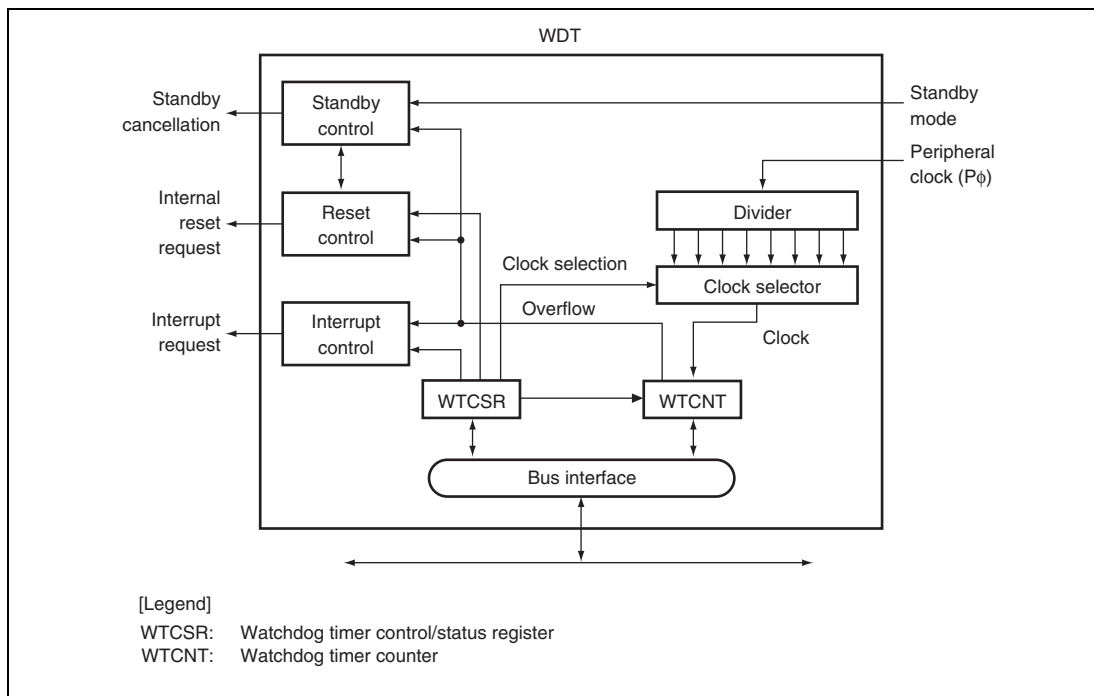 WDT
Standby
cancellation
Standby
control
Standby
mode
Peripheral
clock (Pϕ)
Internal
reset
request
Reset
control
Divider
Clock selection
Clock selector
Overflow
Interrupt
request
Interrupt
control
Clock
WTCSR
WTCNT
Bus interface
[Legend]
WTCSR: Watchdog timer control/status register
WTCNT: Watchdog timer counter